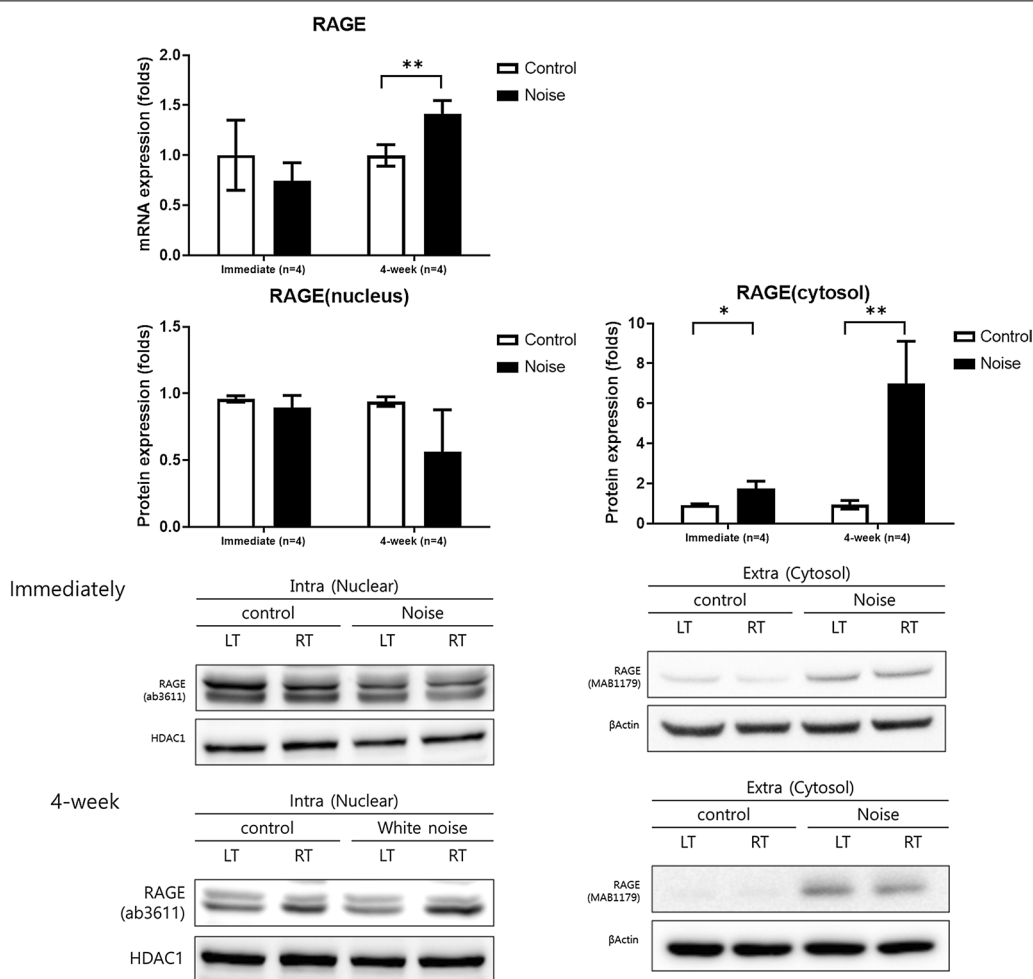 RAGE
mRNA expression (folds)
2.0
1.5
1.0
0.5
0.0
**
Control
Noise
Immediate (n=4)
4-week (n=4)
RAGE(nucleus)
Protein expression (folds)
1.5
1.0
0.5
0.0
Control
Noise
Immediate (n=4)
4-week (n=4)
RAGE(cytosol)
Protein expression (folds)
10
8
6
4
2
0
*
**
Control
Noise
Immediate (n=4)
4-week (n=4)
Immediately
Intra (Nuclear)
control Noise
LT RT LT RT
RAGE
(ab3611)
HDAC1
Extra (Cytosol)
control Noise
LT RT LT RT
RAGE
(MAB1179)
βActin
4-week
Intra (Nuclear)
control White noise
LT RT LT RT
RAGE
(ab3611)
HDAC1
Extra (Cytosol)
control Noise
LT RT LT RT
RAGE
(MAB1179)
βActin